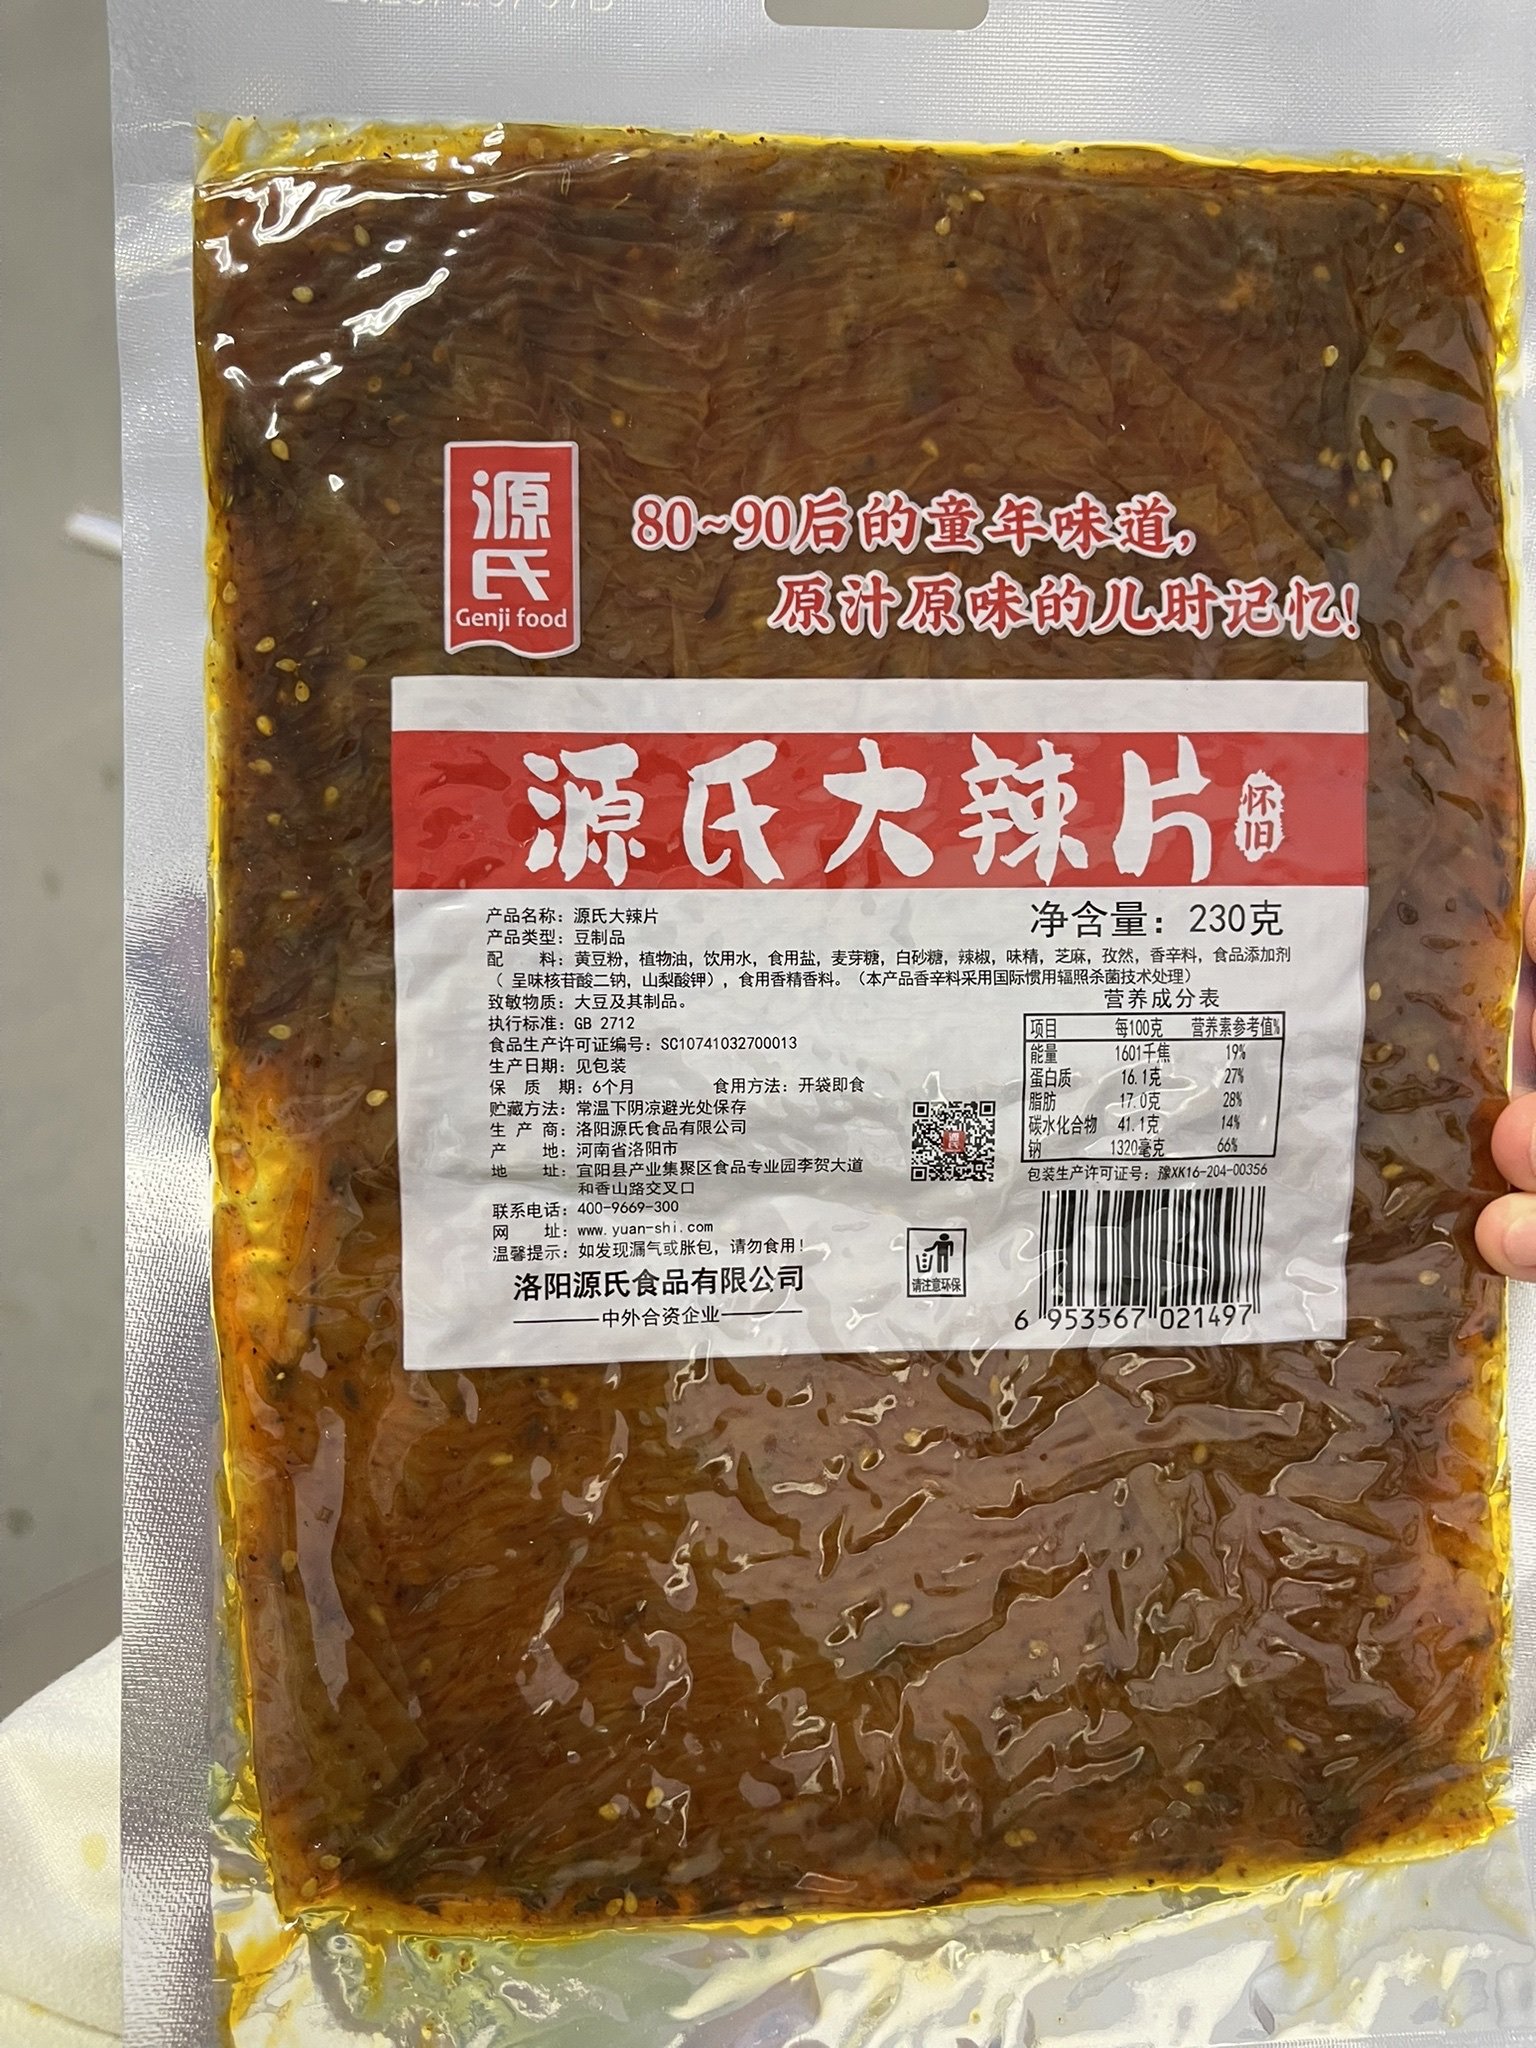 源氏
Genji food
80~90后的童年味道,
原汁原味的儿时记忆!
源氏大辣片
怀旧
产品名称: 源氏大辣片
净含量: 230克
产品类型: 豆制品
配 料: 黄豆粉, 植物油, 饮用水, 食用盐, 麦芽糖, 白砂糖, 辣椒, 味精, 芝麻, 孜然, 香辛料, 食品添加剂
( 呈味核苷酸二钠, 山梨酸钾), 食用香精香料。(本产品香辛料采用国际惯用辐照杀菌技术处理)
致敏物质: 大豆及其制品。
执行标准: GB 2712
食品生产许可证编号: SC10741032700013
生产日期: 见包装
保 质 期: 6个月 食用方法: 开袋即食
贮藏方法: 常温下阴凉避光处保存
生 产 商: 洛阳源氏食品有限公司
产 地: 河南省洛阳市
地 址: 宜阳县产业集聚区食品专业园李贺大道
和香山路交叉口
联系电话: 400-9669-300
网 址: www.yuan-shi.com
温馨提示: 如发现漏气或胀包, 请勿食用!
洛阳源氏食品有限公司
中外合资企业
营养成分表
项目 每100克 营养素参考值%
能量 1601千焦 19%
蛋白质 16.1克 27%
脂肪 17.0克 28%
碳水化合物 41.1克 14%
钠 1320毫克 66%
包装生产许可证号: 豫XK16-204-00356
请注意环保
6 953567 021497